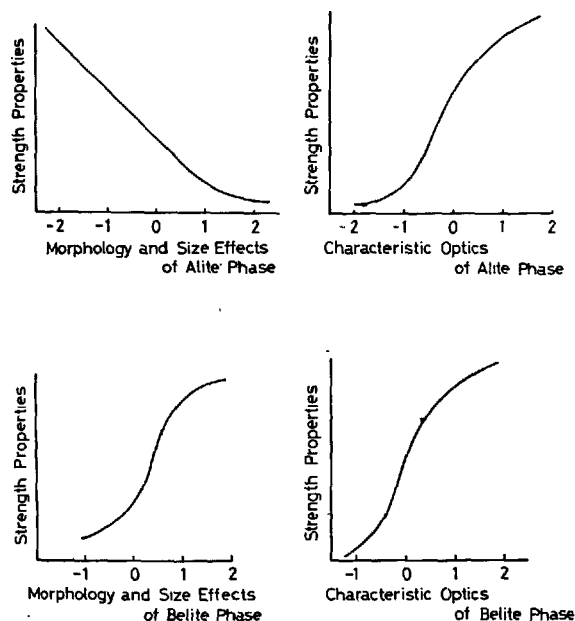 Strength Properties
-2 -1 0 1 2
Morphology and Size Effects
of Alite Phase
Strength Properties
-2 -1 0 1 2
Characteristic Optics
of Alite Phase
Strength Properties
-1 0 1 2
Morphology and Size Effects
of Belite Phase
Strength Properties
-1 0 1 2
Characteristic Optics
of Belite Phase